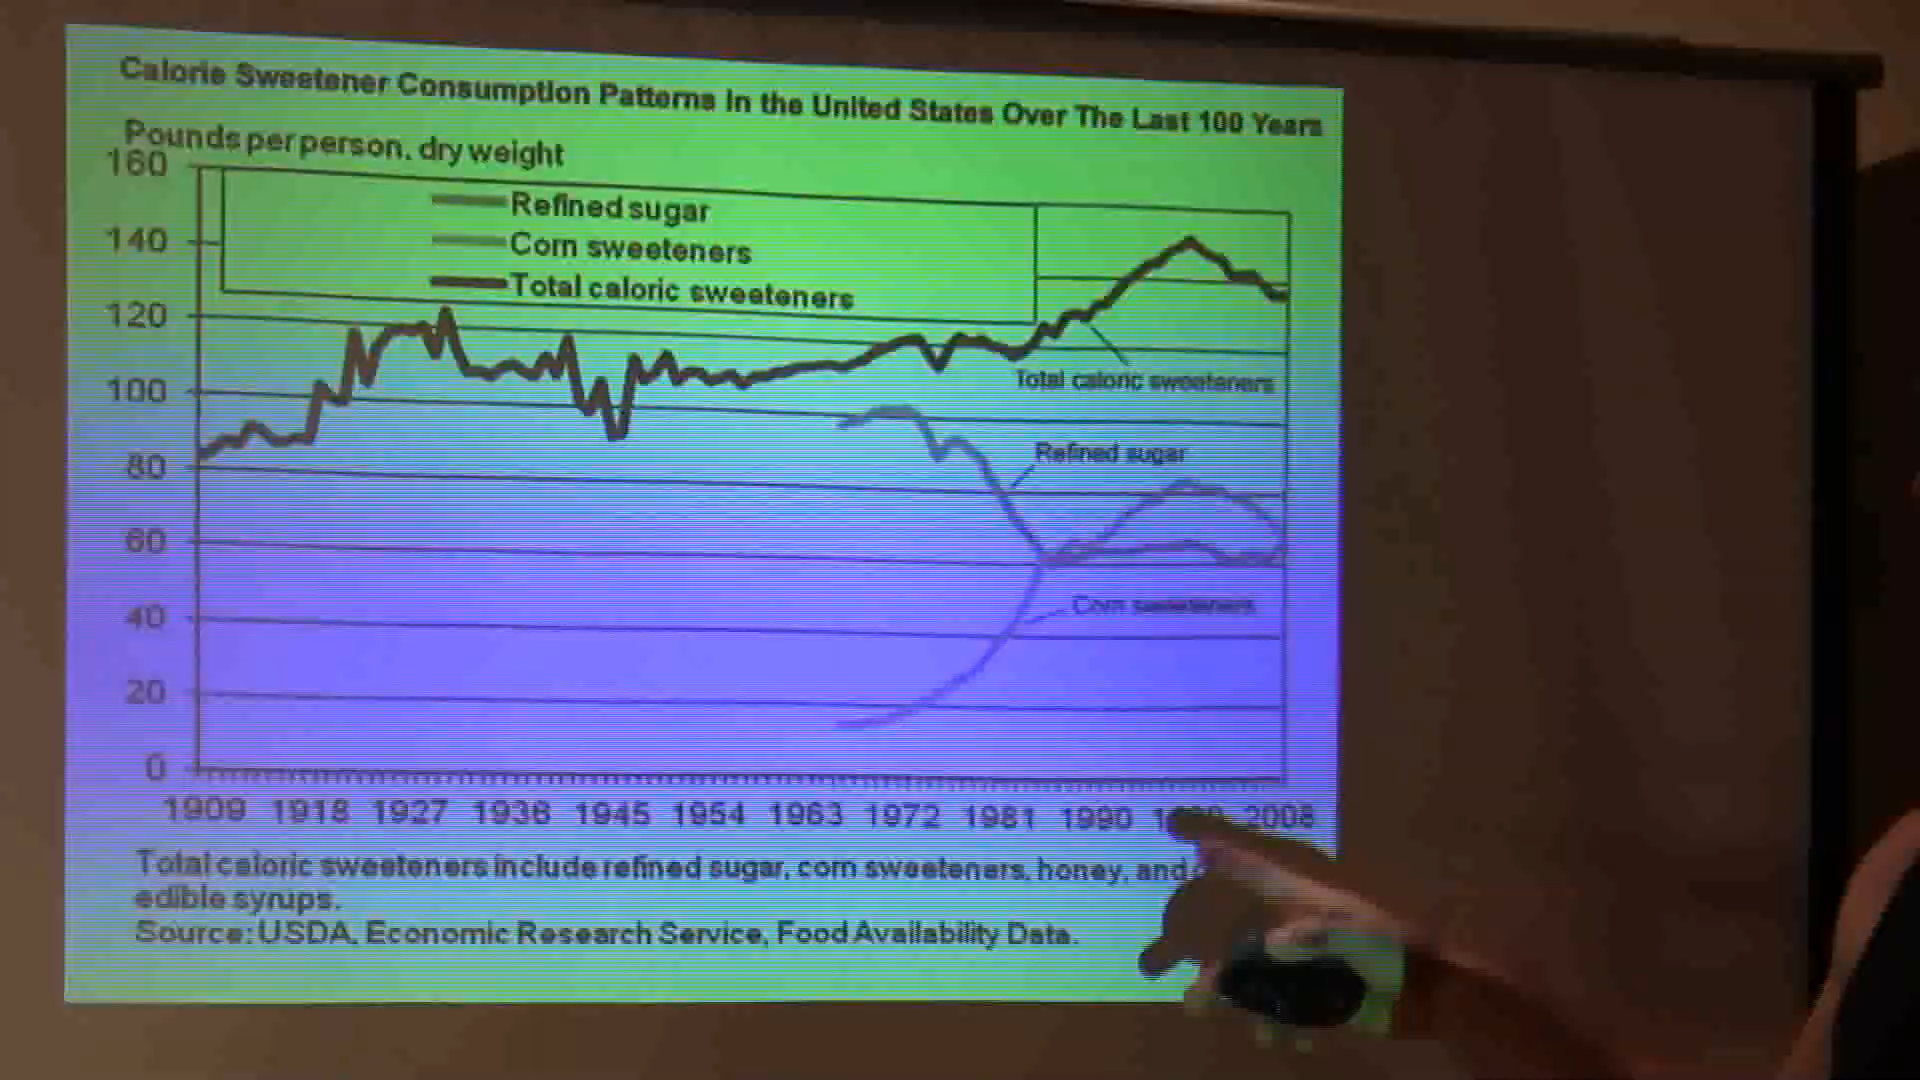 Calorie Sweetener Consumption Patterns In the United States Over The Last 100 Years
Pounds per person, dry weight
160
Refined sugar
140
Corn sweeteners
Total caloric sweeteners
120
100
Total caloric sweeteners
80
Refined sugar
60
40
Corn sweeteners
20
0
1909 1918 1927 1936 1945 1954 1963 1972 1981 1990 2008
Total caloric sweeteners include refined sugar, corn sweeteners, honey, and
edible syrups.
Source: USDA, Economic Research Service, Food Availability Data.